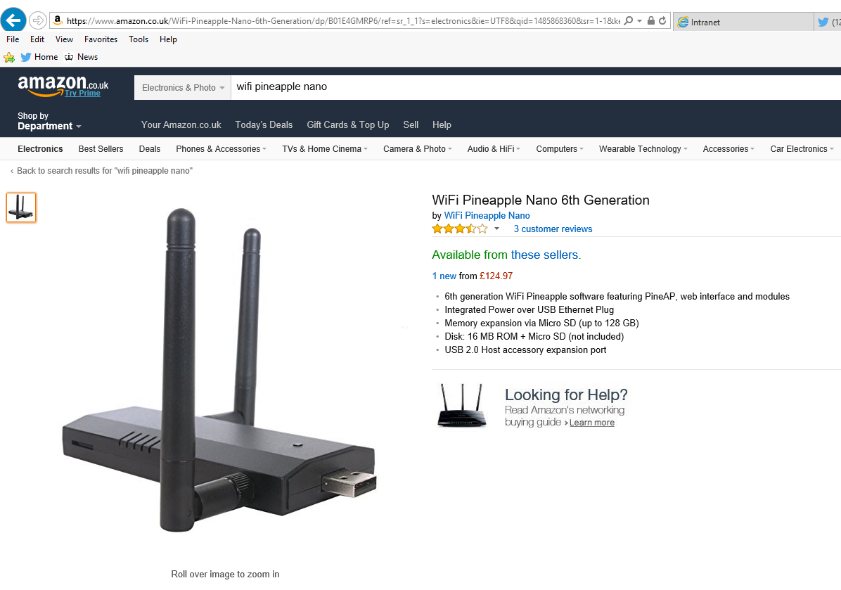 https://www.amazon.co.uk/WiFi-Pineapple-Nano-6th-Generation/dp/B01E4GMRP6/ref=sr_1_1?s=electronics&ie=UTF8&qid=1485868360&sr=1-1&ke
Intranet
File Edit View Favorites Tools Help
Home News
amazon.co.uk
Try Prime
Electronics & Photo
wifi pineapple nano
Shop by
Department
Your Amazon.co.uk Today's Deals Gift Cards & Top Up Sell Help
Electronics Best Sellers Deals Phones & Accessories TVs & Home Cinema Camera & Photo Audio & HiFi Computers Wearable Technology Accessories Car Electronics
‹ Back to search results for "wifi pineapple nano"
WiFi Pineapple Nano 6th Generation
by WiFi Pineapple Nano
3 customer reviews
Available from these sellers.
1 new from £124.97
• 6th generation WiFi Pineapple software featuring PineAP, web interface and modules
• Integrated Power over USB Ethernet Plug
• Memory expansion via Micro SD (up to 128 GB)
• Disk: 16 MB ROM + Micro SD (not included)
• USB 2.0 Host accessory expansion port
Looking for Help?
Read Amazon's networking
buying guide › Learn more
Roll over image to zoom in